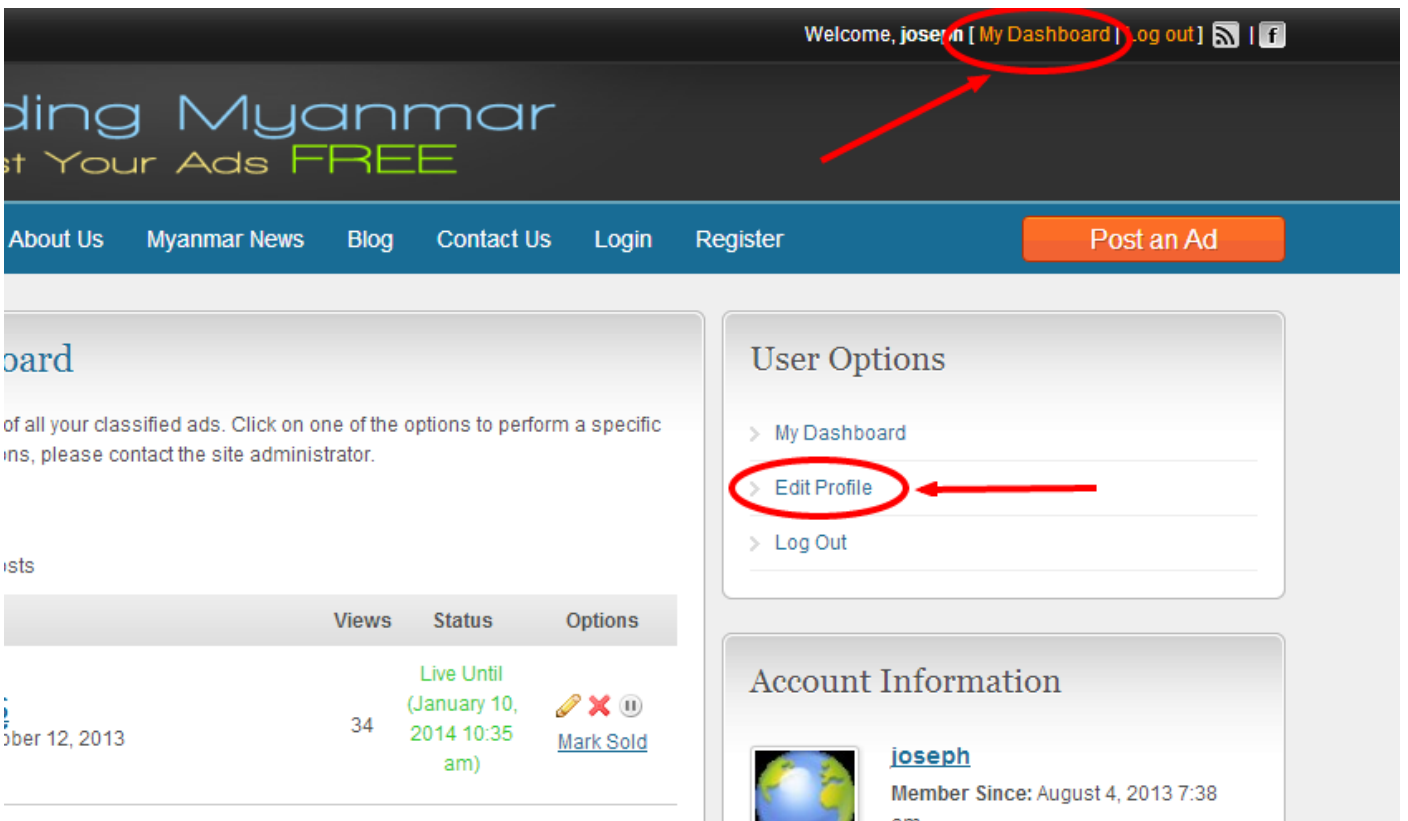 Welcome, joseph [ My Dashboard | Log out ] | f
ding Myanmar
st Your Ads FREE
About Us Myanmar News Blog Contact Us Login Register Post an Ad
oard
of all your classified ads. Click on one of the options to perform a specific
ons, please contact the site administrator.
osts
Views Status Options
Live Until
(January 10,
2014 10:35
am)
34
ober 12, 2013
Mark Sold
User Options
My Dashboard
Edit Profile
Log Out
Account Information
joseph
Member Since: August 4, 2013 7:38
am